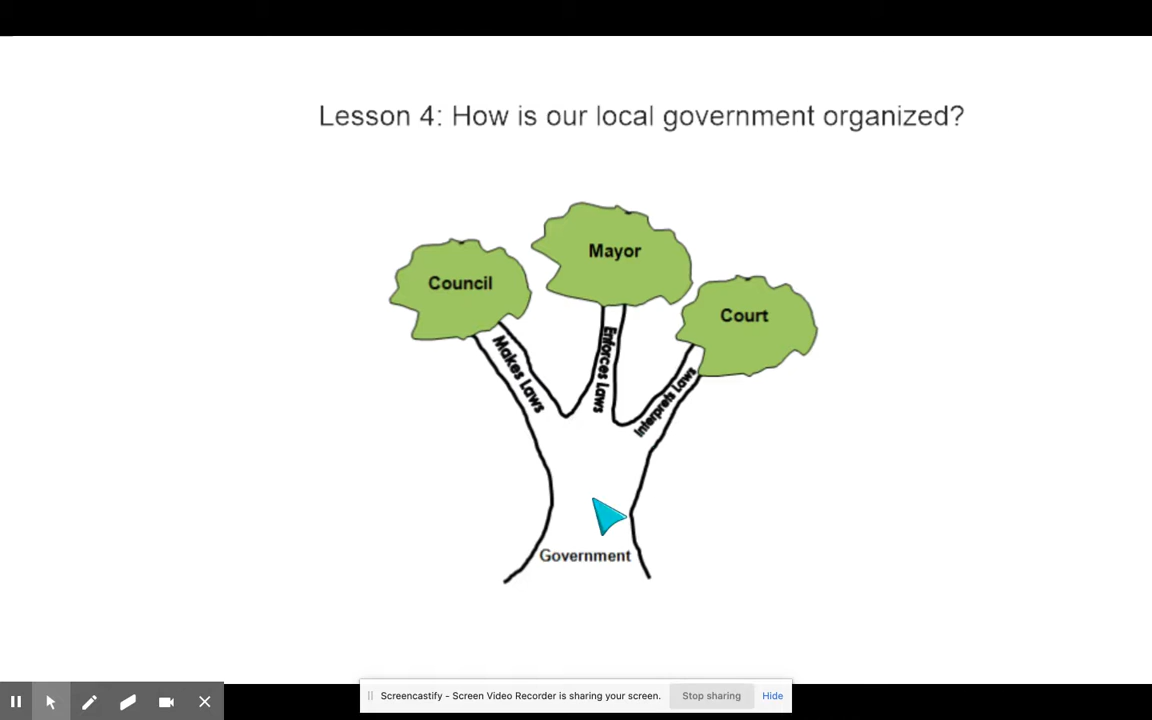 Lesson 4: How is our local government organized?
Mayor
Council
Court
Makes Laws
Enforces Laws
Interprets Laws
Government
Screencastify - Screen Video Recorder is sharing your screen.
Stop sharing
Hide